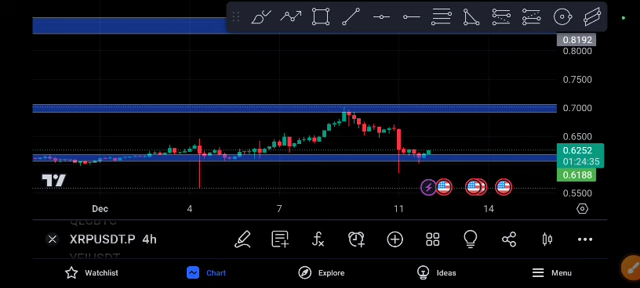 0.8192
0.8000
0.7500
0.7000
0.6500
0.6252
01:24:35
0.6188
0.5500
Dec
4
7
11
14
XRPUSDT.P 4h
Watchlist
Chart
Explore
Ideas
Menu